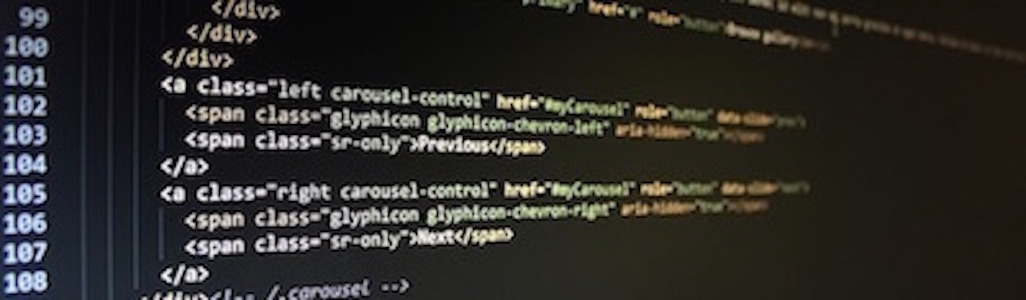 99 </div>
100 </div>
101 </div>
102 <a class="left carousel-control" href="#myCarousel" role="button" data-slide="prev">
103 <span class="glyphicon glyphicon-chevron-left" aria-hidden="true"></span>
104 <span class="sr-only">Previous</span>
105 </a>
106 <a class="right carousel-control" href="#myCarousel" role="button" data-slide="next">
107 <span class="glyphicon glyphicon-chevron-right" aria-hidden="true"></span>
108 <span class="sr-only">Next</span>
</a>
</div><!-- /.carousel -->